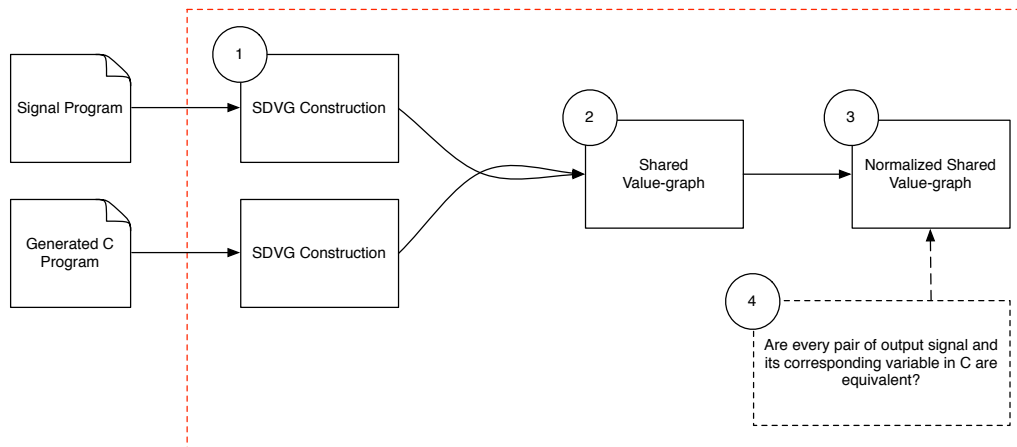 1
Signal Program
SDVG Construction
2
Shared
Value-graph
3
Normalized Shared
Value-graph
Generated C
Program
SDVG Construction
4
Are every pair of output signal and
its corresponding variable in C are
equivalent?